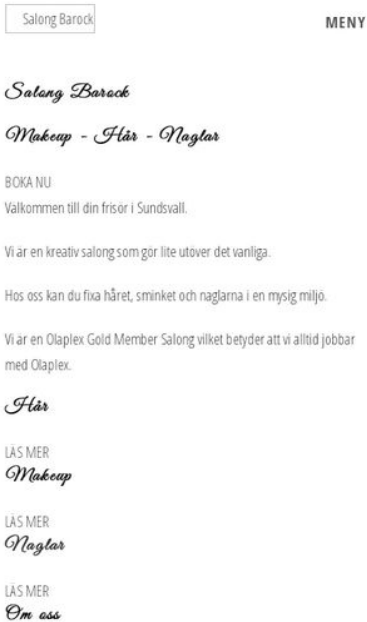 Salong Barock
MENY
Salong Barock
Makeup - Hår - Naglar
BOKA NU
Välkommen till din frisör i Sundsvall.
Vi är en kreativ salong som gör lite utöver det vanliga.
Hos oss kan du fixa håret, sminket och naglarna i en mysig miljö.
Vi är en Olaplex Gold Member Salong vilket betyder att vi alltid jobbar
med Olaplex.
Hår
LÄS MER
Makeup
LÄS MER
Naglar
LÄS MER
Om oss